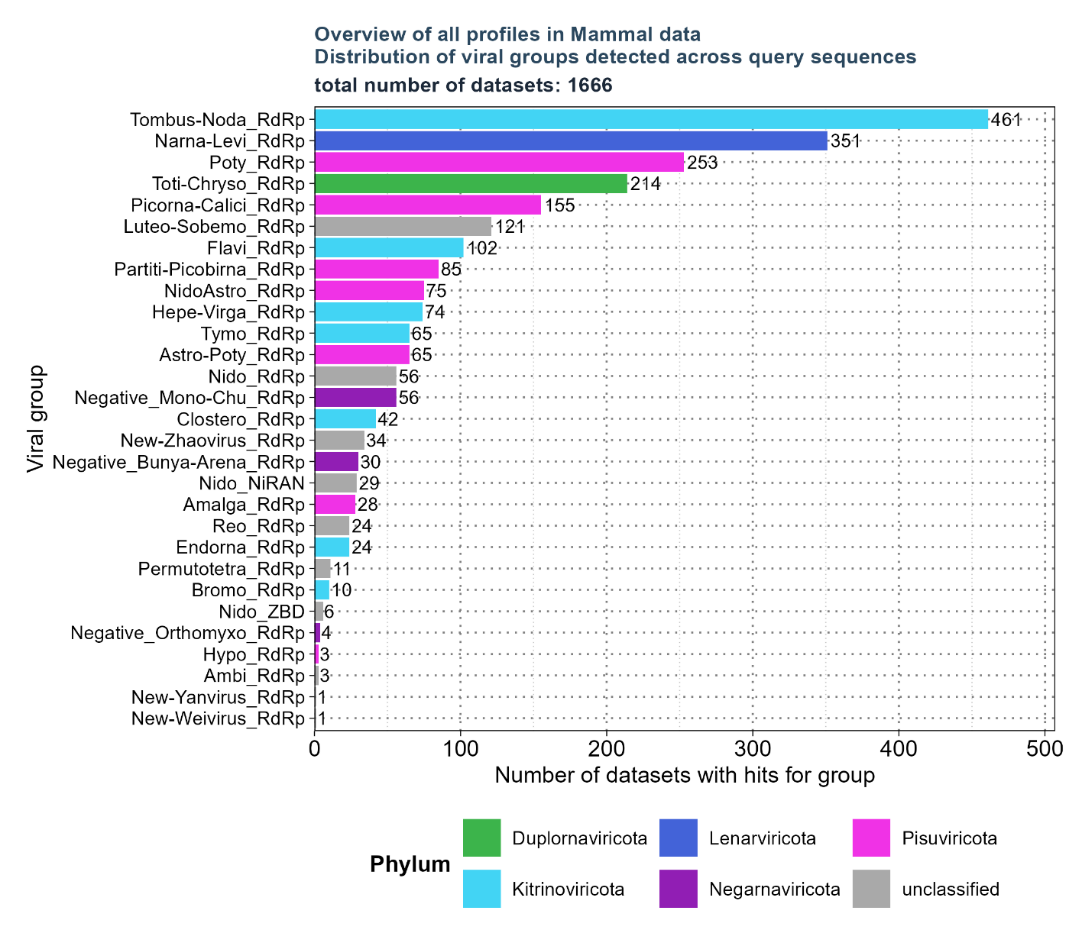 Overview of all profiles in Mammal data
Distribution of viral groups detected across query sequences
total number of datasets: 1666
Viral group
Tombus-Noda_RdRp 461
Narna-Levi_RdRp 351
Poty_RdRp 253
Toti-Chryso_RdRp 214
Picorna-Calici_RdRp 155
Luteo-Sobemo_RdRp 121
Flavi_RdRp 102
Partiti-Picobirna_RdRp 85
NidoAstro_RdRp 75
Hepe-Virga_RdRp 74
Tymo_RdRp 65
Astro-Poty_RdRp 65
Nido_RdRp 56
Negative_Mono-Chu_RdRp 56
Clostero_RdRp 42
New-Zhaovirus_RdRp 34
Negative_Bunya-Arena_RdRp 30
Nido_NiRAN 29
Amalga_RdRp 28
Reo_RdRp 24
Endorna_RdRp 24
Permutotetra_RdRp 11
Bromo_RdRp 10
Nido_ZBD 6
Negative_Orthomyxo_RdRp 4
Hypo_RdRp 3
Ambi_RdRp 3
New-Yanvirus_RdRp 1
New-Weivirus_RdRp 1
0 100 200 300 400 500
Number of datasets with hits for group
Phylum
Duplornaviricota Lenarviricota Pisuviricota
Kitrinoviricota Negarnaviricota unclassified